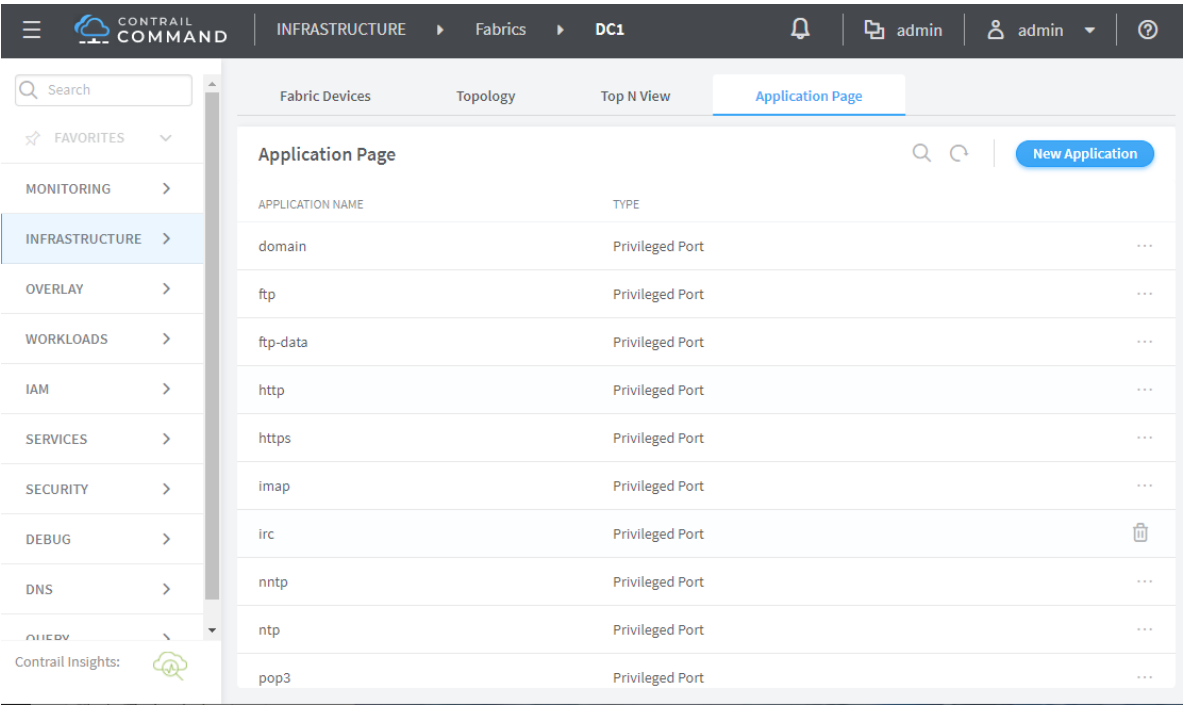 CONTRAIL
COMMAND
INFRASTRUCTURE
Fabrics
DC1
admin
admin
Search
FAVORITES
MONITORING
INFRASTRUCTURE
OVERLAY
WORKLOADS
IAM
SERVICES
SECURITY
DEBUG
DNS
QUERY
Contrail Insights:
Fabric Devices
Topology
Top N View
Application Page
Application Page
New Application
APPLICATION NAME TYPE
domain Privileged Port
ftp Privileged Port
ftp-data Privileged Port
http Privileged Port
https Privileged Port
imap Privileged Port
irc Privileged Port
nntp Privileged Port
ntp Privileged Port
pop3 Privileged Port